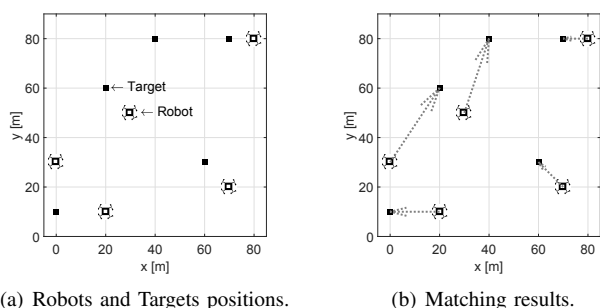 80
60
40
20
0
y [m]
← Target
← Robot
0 20 40 60 80
x [m]
(a) Robots and Targets positions.
80
60
40
20
0
y [m]
0 20 40 60 80
x [m]
(b) Matching results.